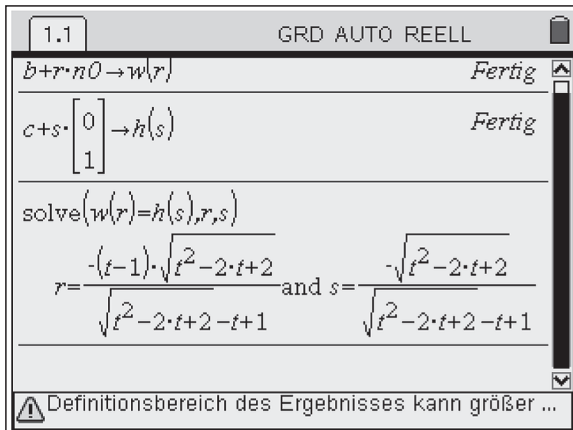 1.1 GRD AUTO REELL
b+r·n0→w(r) Fertig
c+s·[0 1]→h(s) Fertig
solve(w(r)=h(s),r,s)
r=-(t-1)·√(t²-2·t+2)/(√(t²-2·t+2)-t+1) and s=-√(t²-2·t+2)/(√(t²-2·t+2)-t+1)
Definitionsbereich des Ergebnisses kann größer ...